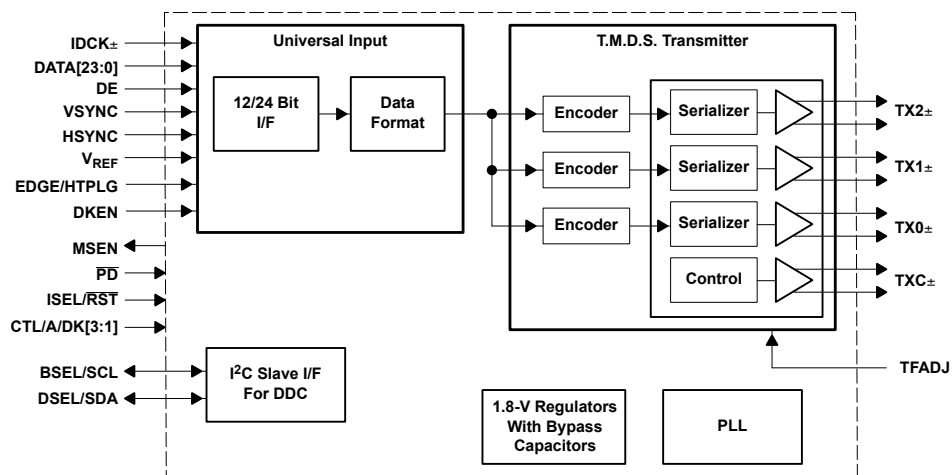 IDCK±
DATA[23:0]
DE
VSYNC
HSYNC
VREF
EDGE/HTPLG
DKEN
MSEN
PD
ISEL/RST
CTL/A/DK[3:1]
BSEL/SCL
DSEL/SDA
Universal Input
12/24 Bit
I/F
Data
Format
I2C Slave I/F
For DDC
T.M.D.S. Transmitter
Encoder
Serializer
Encoder
Serializer
Encoder
Serializer
Control
1.8-V Regulators
With Bypass
Capacitors
PLL
TX2±
TX1±
TX0±
TXC±
TFADJ